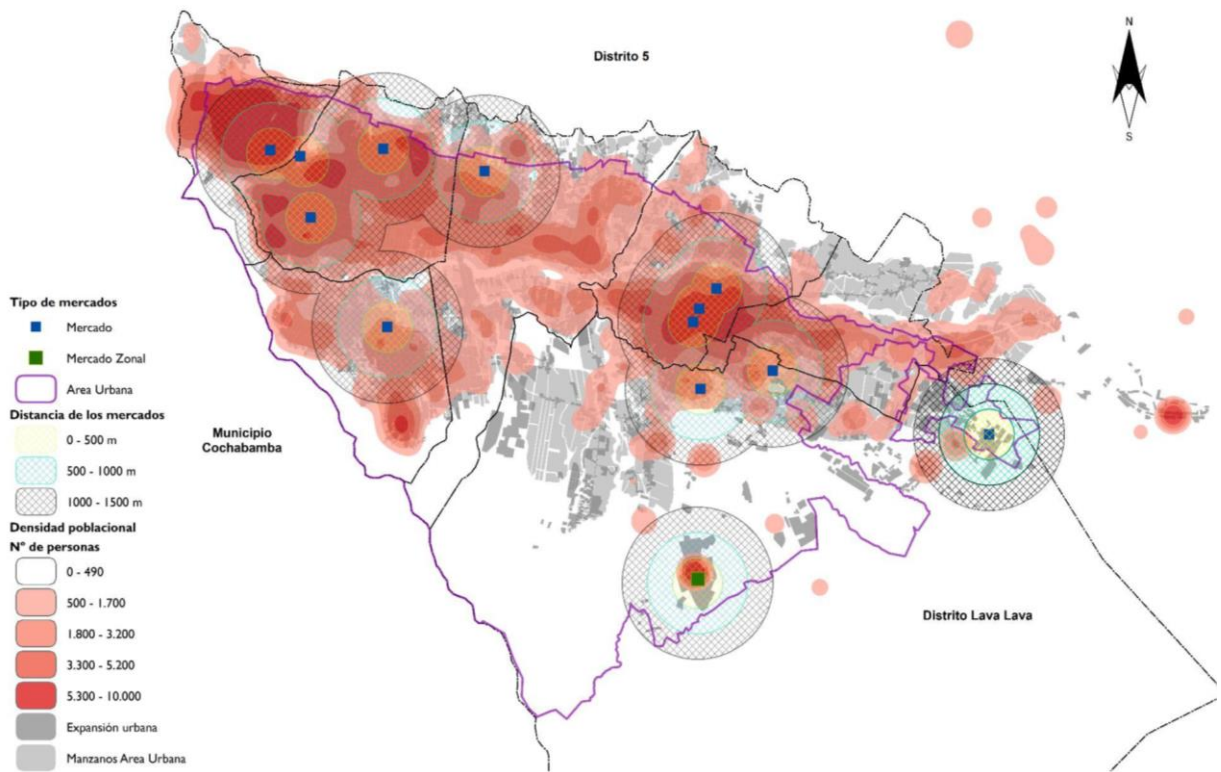 N
S
Distrito 5
Municipio
Cochabamba
Distrito Lava Lava
Tipo de mercados
Mercado
Mercado Zonal
Area Urbana
Distancia de los mercados
0 - 500 m
500 - 1000 m
1000 - 1500 m
Densidad poblacional
Nº de personas
0 - 490
500 - 1.700
1.800 - 3.200
3.300 - 5.200
5.300 - 10.000
Expansión urbana
Manzanos Area Urbana